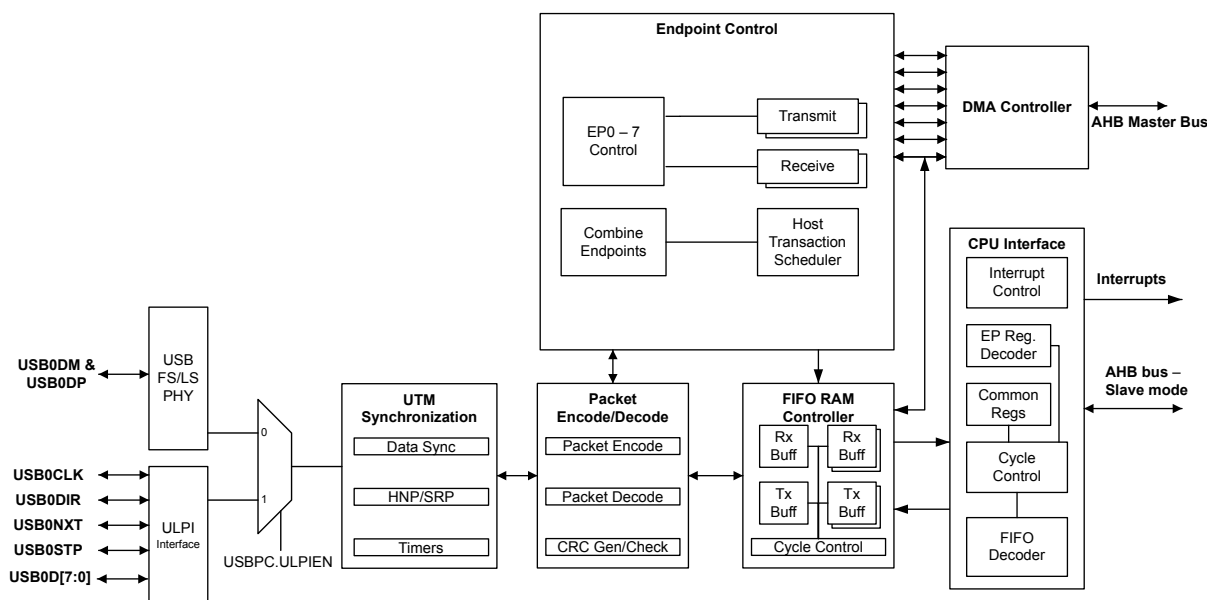 Endpoint Control
EP0 – 7
Control
Transmit
Receive
Combine
Endpoints
Host
Transaction
Scheduler
DMA Controller
AHB Master Bus
CPU Interface
Interrupt
Control
EP Reg.
Decoder
Common
Regs
Cycle
Control
FIFO
Decoder
Interrupts
AHB bus –
Slave mode
USB0DM &
USB0DP
USB
FS/LS
PHY
USB0CLK
USB0DIR
USB0NXT
USB0STP
USB0D[7:0]
ULPI
Interface
0
1
USBPC.ULPIEN
UTM
Synchronization
Data Sync
HNP/SRP
Timers
Packet
Encode/Decode
Packet Encode
Packet Decode
CRC Gen/Check
FIFO RAM
Controller
Rx
Buff
Rx
Buff
Tx
Buff
Tx
Buff
Cycle Control